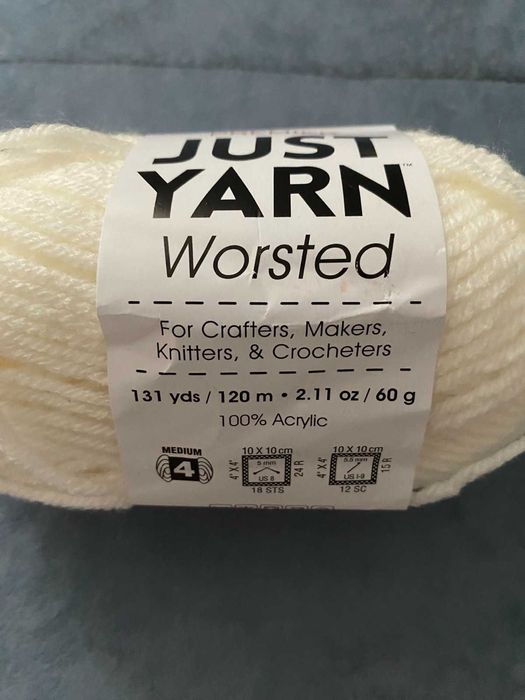 JUST
YARN™
Worsted
For Crafters, Makers,
Knitters, & Crocheters
131 yds / 120 m • 2.11 oz / 60 g
100% Acrylic
MEDIUM
4
10 X 10 cm
4" X 4"
5 mm
US 8
24 R
18 STS
10 X 10 cm
4" X 4"
5.5 mm
US I-9
15 R
12 SC